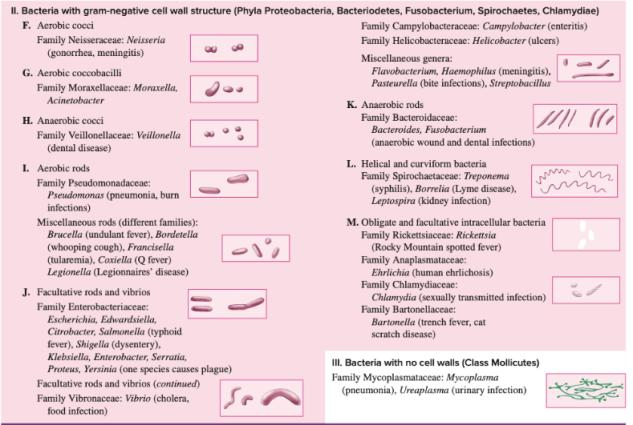 II. Bacteria with gram-negative cell wall structure (Phyla Proteobacteria, Bacteriodetes, Fusobacterium, Spirochaetes, Chlamydiae)
F. Aerobic cocci
Family Neisseraceae: Neisseria
(gonorrhea, meningitis)
G. Aerobic coccobacilli
Family Moraxellaceae: Moraxella,
Acinetobacter
H. Anaerobic cocci
Family Veillonellaceae: Veillonella
(dental disease)
I. Aerobic rods
Family Pseudomonadaceae:
Pseudomonas (pneumonia, burn
infections)
Miscellaneous rods (different families):
Brucella (undulant fever), Bordetella
(whooping cough), Francisella
(tularemia), Coxiella (Q fever)
Legionella (Legionnaires' disease)
J. Facultative rods and vibrios
Family Enterobacteriaceae:
Escherichia, Edwardsiella,
Citrobacter, Salmonella (typhoid
fever), Shigella (dysentery),
Klebsiella, Enterobacter, Serratia,
Proteus, Yersinia (one species causes plague)
Facultative rods and vibrios (continued)
Family Vibronaceae: Vibrio (cholera,
food infection)
Family Campylobacteraceae: Campylobacter (enteritis)
Family Helicobacteraceae: Helicobacter (ulcers)
Miscellaneous genera:
Flavobacterium, Haemophilus (meningitis),
Pasteurella (bite infections), Streptobacillus
K. Anaerobic rods
Family Bacteroidaceae:
Bacteroides, Fusobacterium
(anaerobic wound and dental infections)
L. Helical and curviform bacteria
Family Spirochaetaceae: Treponema
(syphilis), Borrelia (Lyme disease),
Leptospira (kidney infection)
M. Obligate and facultative intracellular bacteria
Family Rickettsiaceae: Rickettsia
(Rocky Mountain spotted fever)
Family Anaplasmataceae:
Ehrlichia (human ehrlichosis)
Family Chlamydiaceae:
Chlamydia (sexually transmitted infection)
Family Bartonellaceae:
Bartonella (trench fever, cat
scratch disease)
III. Bacteria with no cell walls (Class Mollicutes)
Family Mycoplasmataceae: Mycoplasma
(pneumonia), Ureaplasma (urinary infection)